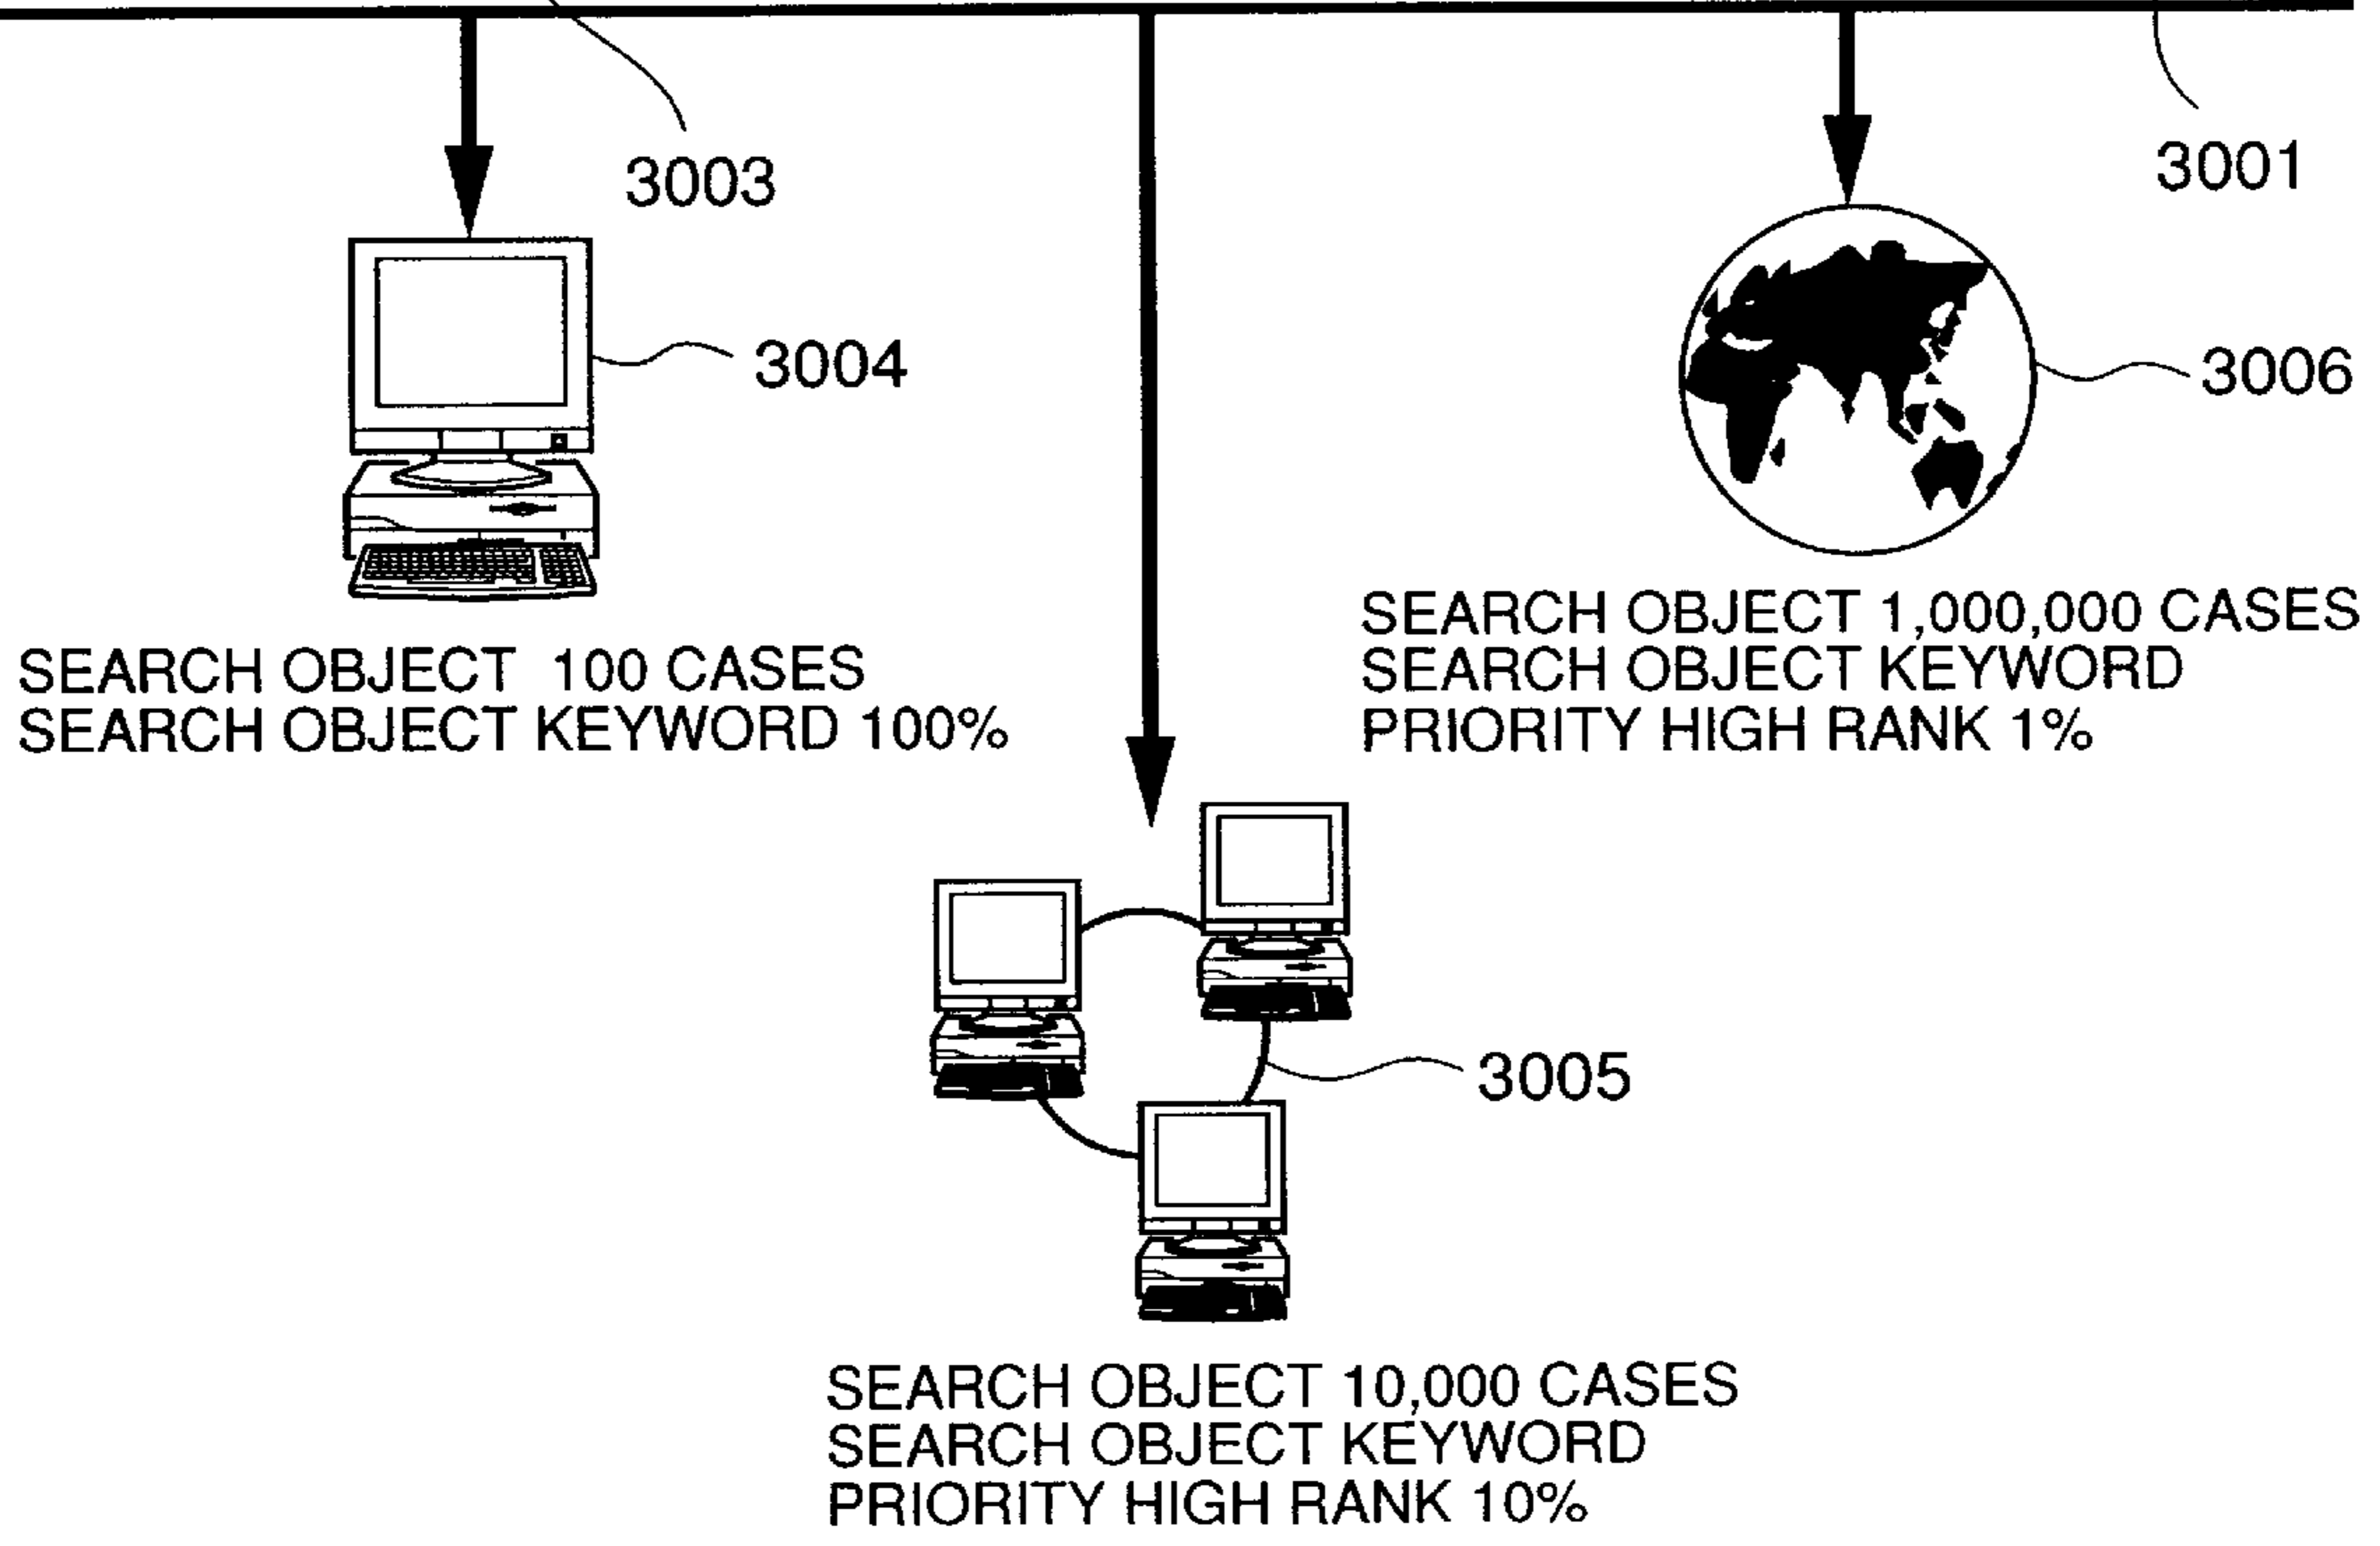 3003
3001
3004
3006
SEARCH OBJECT 100 CASES
SEARCH OBJECT KEYWORD 100%
SEARCH OBJECT 1,000,000 CASES
SEARCH OBJECT KEYWORD
PRIORITY HIGH RANK 1%
3005
SEARCH OBJECT 10,000 CASES
SEARCH OBJECT KEYWORD
PRIORITY HIGH RANK 10%